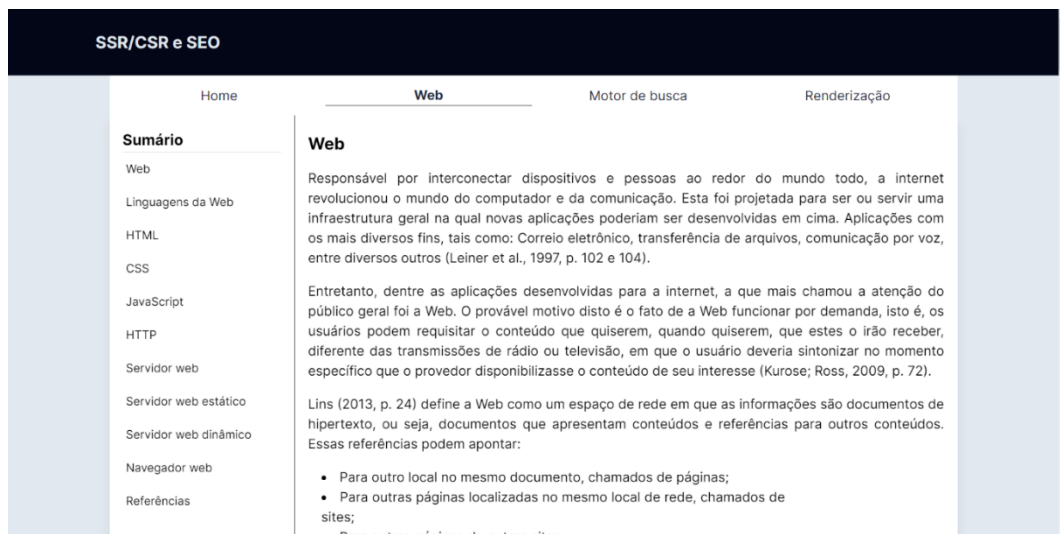 SSR/CSR e SEO
Home
Web
Motor de busca
Renderização
Sumário
Web
Linguagens da Web
HTML
CSS
JavaScript
HTTP
Servidor web
Servidor web estático
Servidor web dinâmico
Navegador web
Referências
Web
Responsável por interconectar dispositivos e pessoas ao redor do mundo todo, a internet
revolucionou o mundo do computador e da comunicação. Esta foi projetada para ser ou servir uma
infraestrutura geral na qual novas aplicações poderiam ser desenvolvidas em cima. Aplicações com
os mais diversos fins, tais como: Correio eletrônico, transferência de arquivos, comunicação por voz,
entre diversos outros (Leiner et al., 1997, p. 102 e 104).
Entretanto, dentre as aplicações desenvolvidas para a internet, a que mais chamou a atenção do
público geral foi a Web. O provável motivo disto é o fato de a Web funcionar por demanda, isto é, os
usuários podem requisitar o conteúdo que quiserem, quando quiserem, que estes o irão receber,
diferente das transmissões de rádio ou televisão, em que o usuário deveria sintonizar no momento
específico que o provedor disponibilizasse o conteúdo de seu interesse (Kurose; Ross, 2009, p. 72).
Lins (2013, p. 24) define a Web como um espaço de rede em que as informações são documentos de
hipertexto, ou seja, documentos que apresentam conteúdos e referências para outros conteúdos.
Essas referências podem apontar:
• Para outro local no mesmo documento, chamados de páginas;
• Para outras páginas localizadas no mesmo local de rede, chamados de
sites;